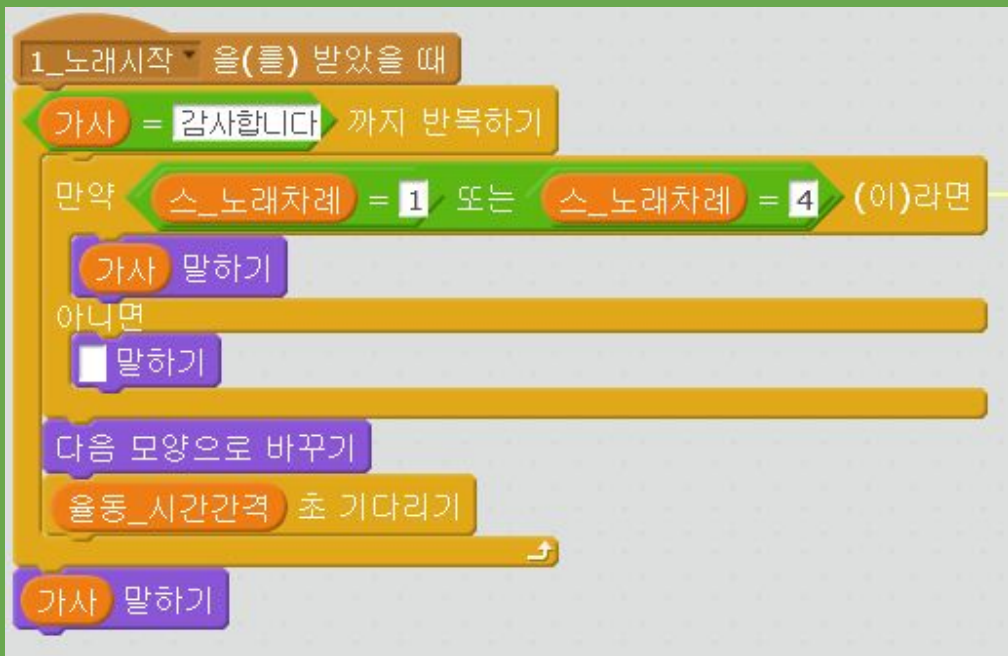 1_노래시작 을(를) 받았을 때
가사 = 감사합니다 까지 반복하기
만약 스_노래차례 = 1 또는 스_노래차례 = 4 (이)라면
가사 말하기
아니면
말하기
다음 모양으로 바꾸기
율동_시간간격 초 기다리기
가사 말하기